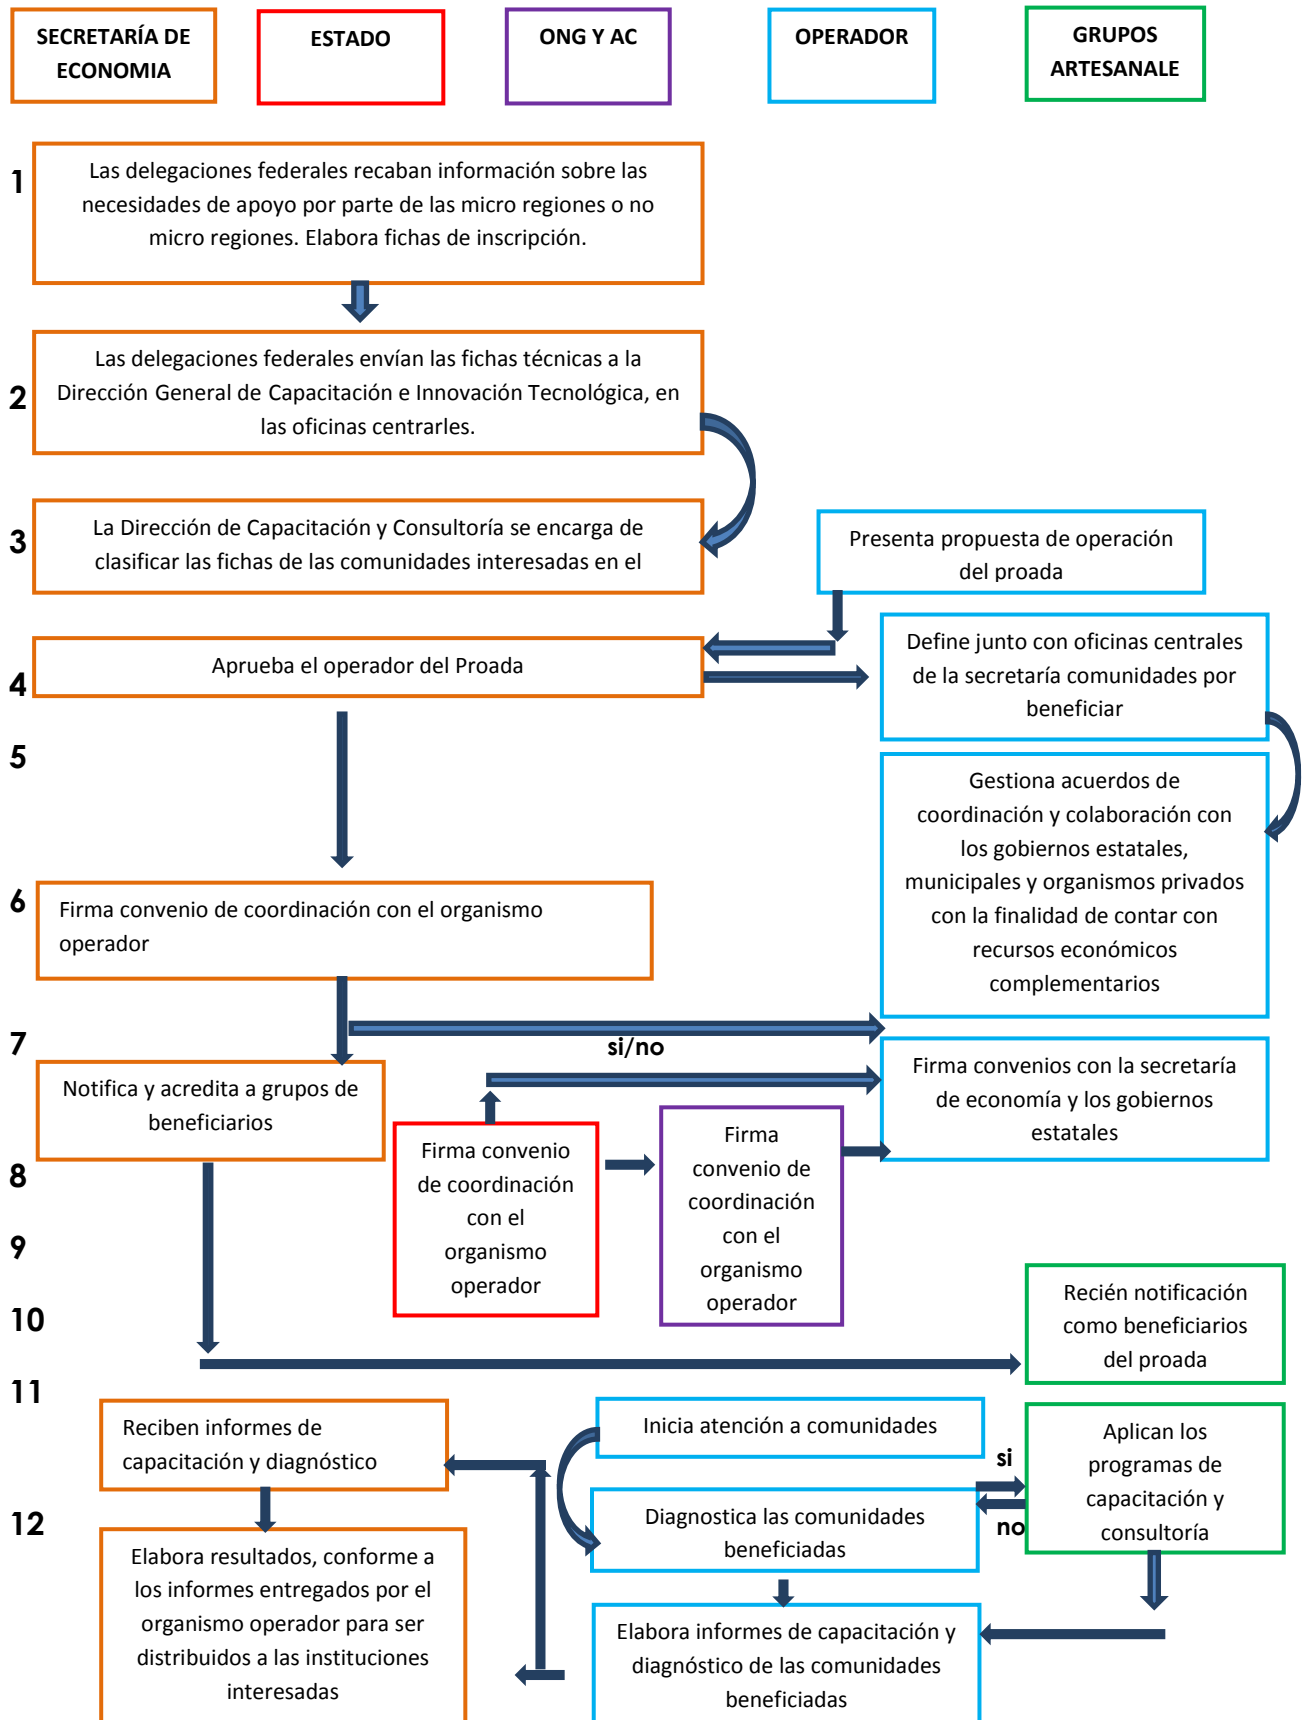 SECRETARÍA DE
ECONOMIA
ESTADO
ONG Y AC
OPERADOR
GRUPOS
ARTESANALE
1
Las delegaciones federales recaban información sobre las
necesidades de apoyo por parte de las micro regiones o no
micro regiones. Elabora fichas de inscripción.
2
Las delegaciones federales envían las fichas técnicas a la
Dirección General de Capacitación e Innovación Tecnológica, en
las oficinas centrarles.
3
La Dirección de Capacitación y Consultoría se encarga de
clasificar las fichas de las comunidades interesadas en el
Presenta propuesta de operación
del proada
4
Aprueba el operador del Proada
Define junto con oficinas centrales
de la secretaría comunidades por
beneficiar
5
Gestiona acuerdos de
coordinación y colaboración con
los gobiernos estatales,
municipales y organismos privados
con la finalidad de contar con
recursos económicos
complementarios
6
Firma convenio de coordinación con el organismo
operador
7
si/no
Notifica y acredita a grupos de
beneficiarios
Firma convenios con la secretaría
de economía y los gobiernos
estatales
8
Firma convenio
de coordinación
con el
organismo
operador
Firma
convenio de
coordinación
con el
organismo
operador
9
10
Recién notificación
como beneficiarios
del proada
11
Reciben informes de
capacitación y diagnóstico
Inicia atención a comunidades
si
no
Aplican los
programas de
capacitación y
consultoría
12
Diagnostica las comunidades
beneficiadas
Elabora resultados, conforme a
los informes entregados por el
organismo operador para ser
distribuidos a las instituciones
interesadas
Elabora informes de capacitación y
diagnóstico de las comunidades
beneficiadas